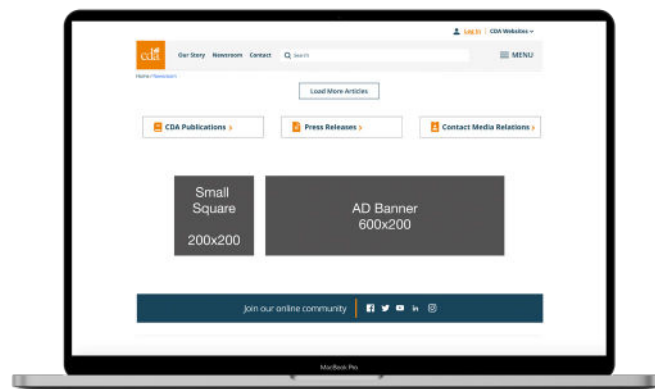 Log In | CDA Websites
cda
Our Story Newsroom Contact Search MENU
Home / Newsroom
Load More Articles
CDA Publications >
Press Releases >
Contact Media Relations >
Small
Square
200x200
AD Banner
600x200
Join our online community
MacBook Pro